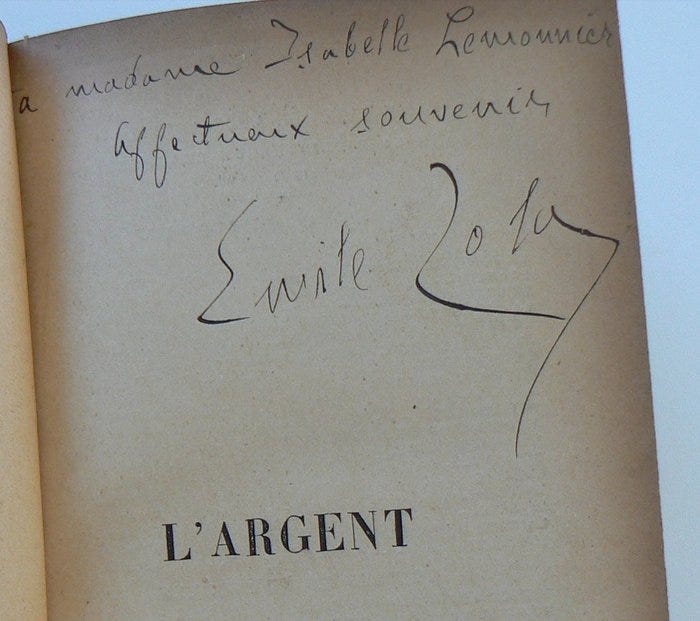 a madame Isabelle Lemonnier
Affectueux souvenir
Emile Zola
L'ARGENT